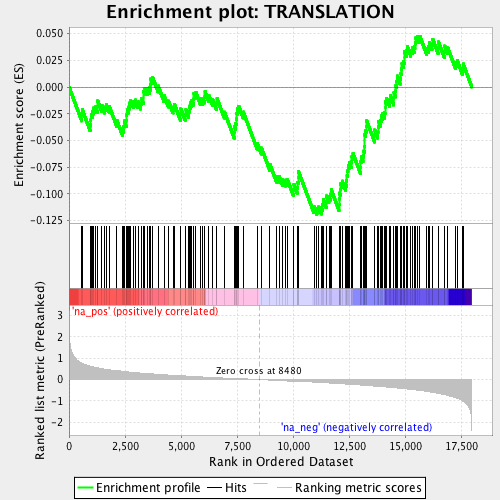 Enrichment plot: TRANSLATION
Enrichment score (ES)
0.050
0.025
0.000
-0.025
-0.050
-0.075
-0.100
-0.125
'na_pos' (positively correlated)
Ranked list metric (PreRanked)
3
2
1
0
-1
-2
Zero cross at 8480
'na_neg' (negatively correlated)
0
2,500
5,000
7,500
10,000
12,500
15,000
17,500
Rank in Ordered Dataset
Enrichment profile
Hits
Ranking metric scores